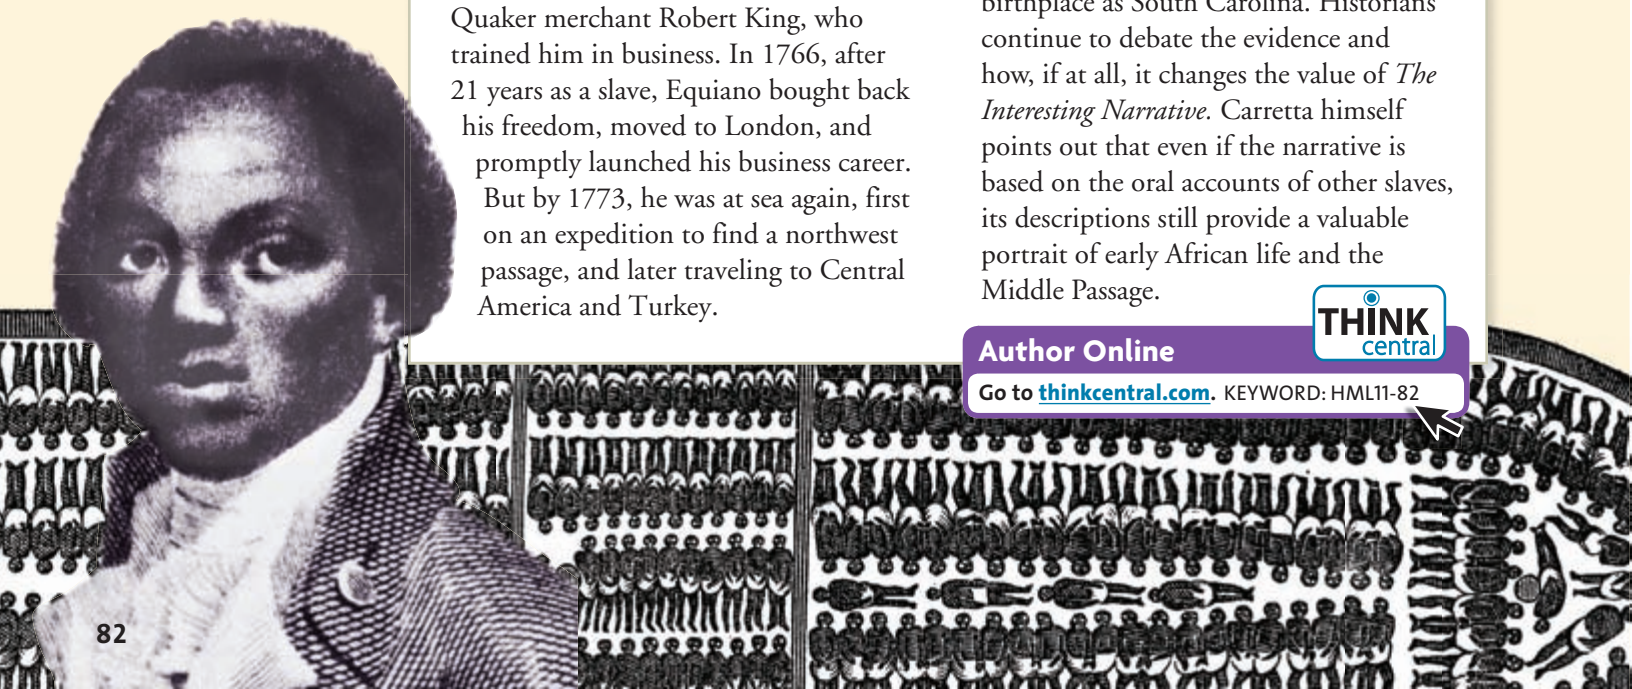 Quaker merchant Robert King, who
trained him in business. In 1766, after
21 years as a slave, Equiano bought back
his freedom, moved to London, and
promptly launched his business career.
But by 1773, he was at sea again, first
on an expedition to find a northwest
passage, and later traveling to Central
America and Turkey.
birthplace as South Carolina. Historians
continue to debate the evidence and
how, if at all, it changes the value of The
Interesting Narrative. Carretta himself
points out that even if the narrative is
based on the oral accounts of other slaves,
its descriptions still provide a valuable
portrait of early African life and the
Middle Passage.
THINK
central
Author Online
Go to thinkcentral.com. KEYWORD: HML11-82
82